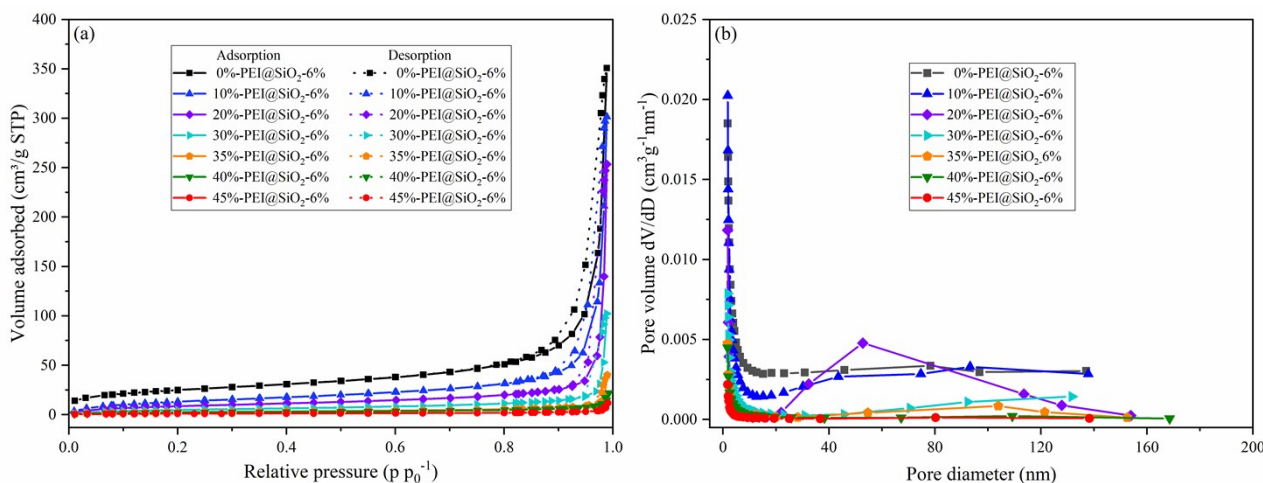 (a)
Volume adsorbed (cm³/g STP)
400
350
300
250
200
150
100
50
0
Adsorption Desorption
0%-PEI@SiO₂-6% 0%-PEI@SiO₂-6%
10%-PEI@SiO₂-6% 10%-PEI@SiO₂-6%
20%-PEI@SiO₂-6% 20%-PEI@SiO₂-6%
30%-PEI@SiO₂-6% 30%-PEI@SiO₂-6%
35%-PEI@SiO₂-6% 35%-PEI@SiO₂-6%
40%-PEI@SiO₂-6% 40%-PEI@SiO₂-6%
45%-PEI@SiO₂-6% 45%-PEI@SiO₂-6%
0.0 0.2 0.4 0.6 0.8 1.0
Relative pressure (p p₀⁻¹)
(b)
Pore volume dV/dD (cm³g⁻¹nm⁻¹)
0.025
0.020
0.015
0.010
0.005
0.000
0%-PEI@SiO₂-6%
10%-PEI@SiO₂-6%
20%-PEI@SiO₂-6%
30%-PEI@SiO₂-6%
35%-PEI@SiO₂.6%
40%-PEI@SiO₂-6%
45%-PEI@SiO₂-6%
0 40 80 120 160 200
Pore diameter (nm)